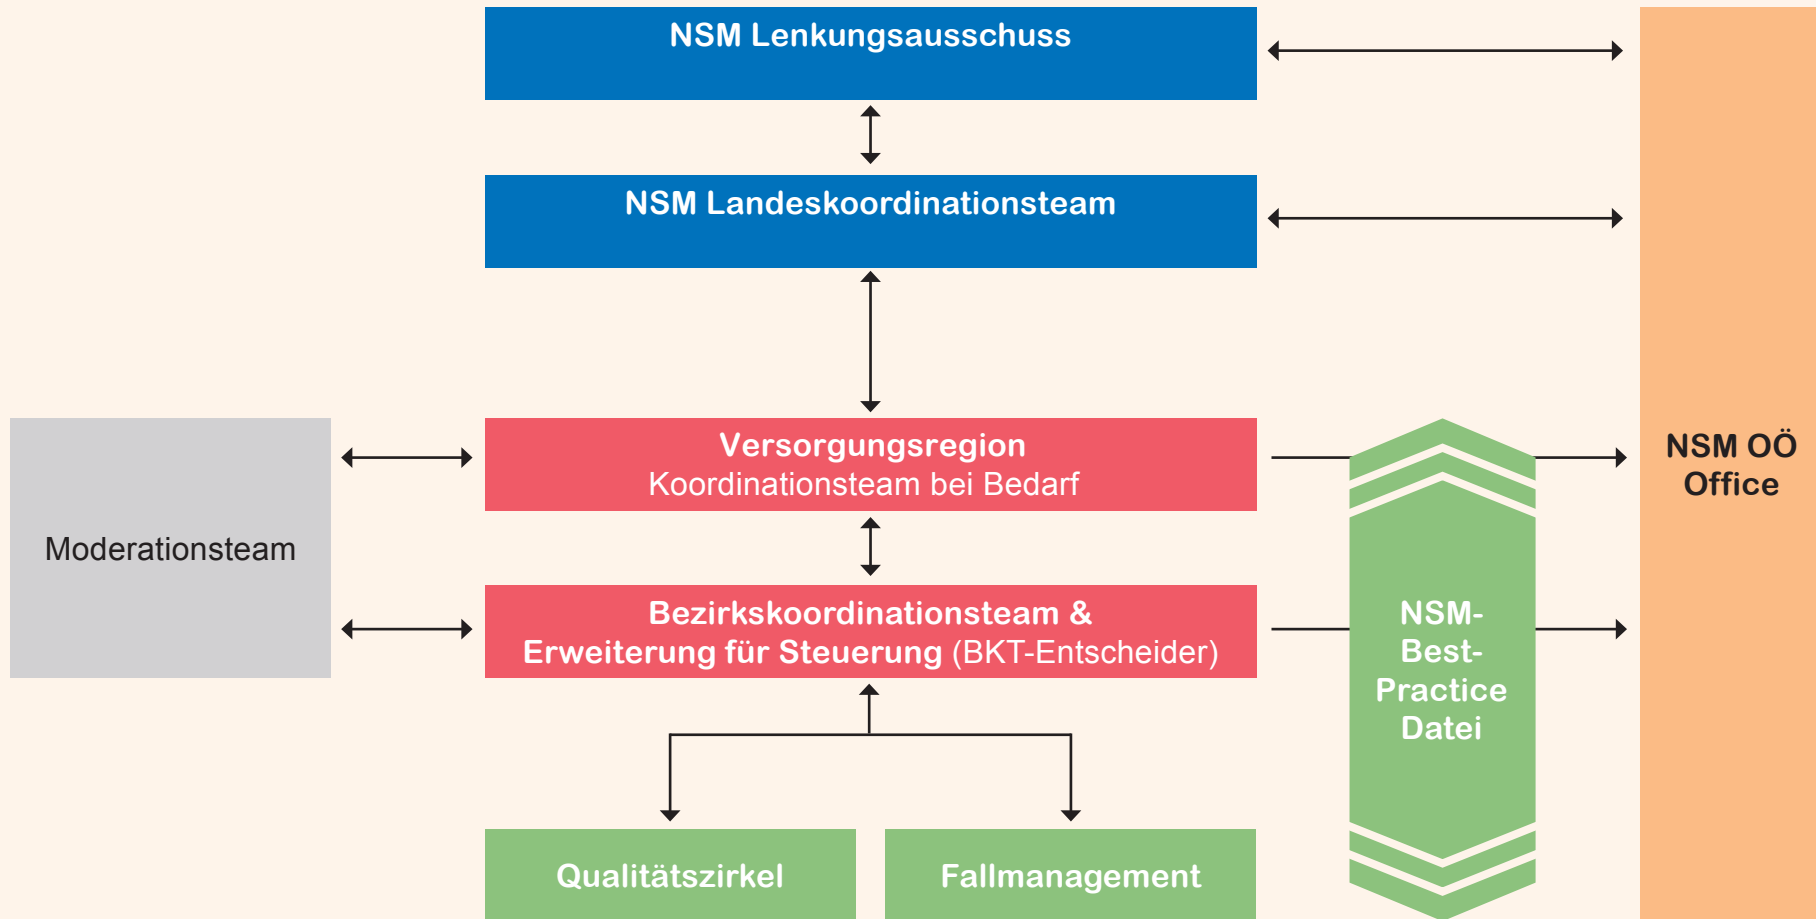 NSM Lenkungsausschuss
NSM Landeskoordinationsteam
Versorgungsregion
Koordinationsteam bei Bedarf
NSM OÖ
Office
Moderationsteam
Bezirkskoordinationsteam &
Erweiterung für Steuerung (BKT-Entscheider)
NSM-
Best-
Practice
Datei
Qualitätszirkel
Fallmanagement